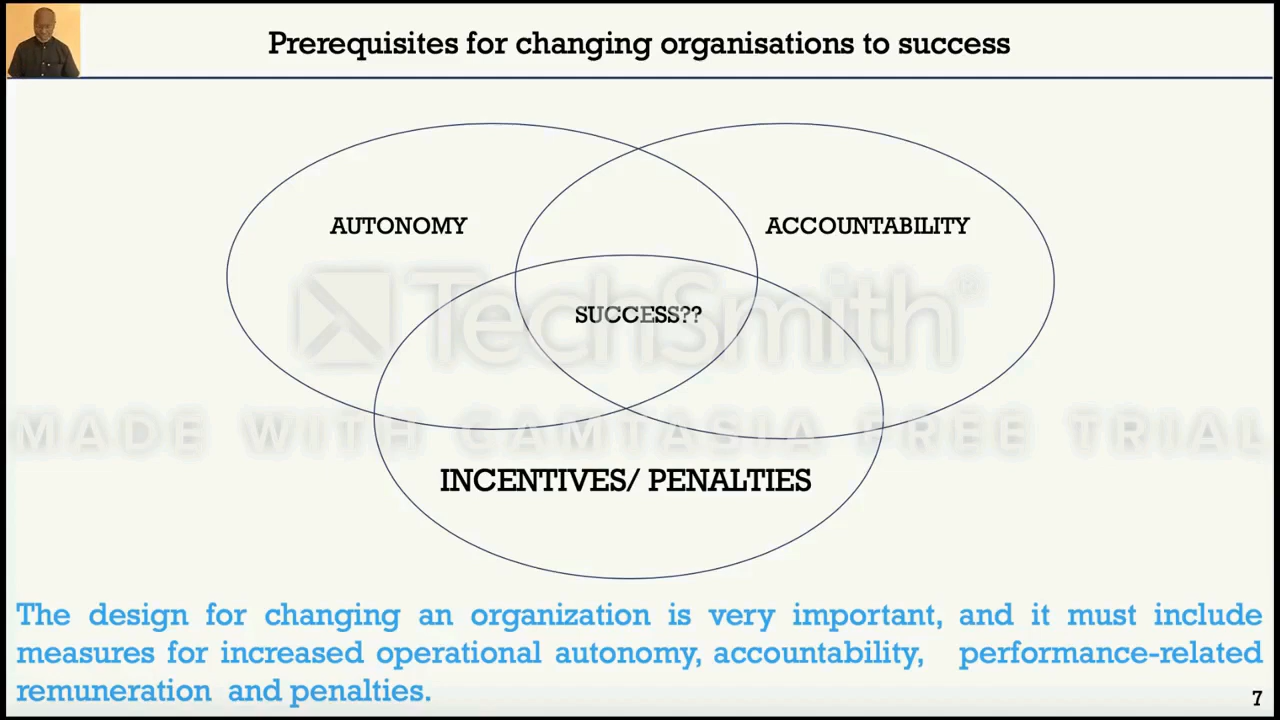 Prerequisites for changing organisations to success
AUTONOMY
ACCOUNTABILITY
TechSmith®
SUCCESS??
MADE WITH CAMTASIA FREE TRIAL
INCENTIVES/ PENALTIES
The design for changing an organization is very important, and it must include
measures for increased operational autonomy, accountability, performance-related
remuneration and penalties.
7